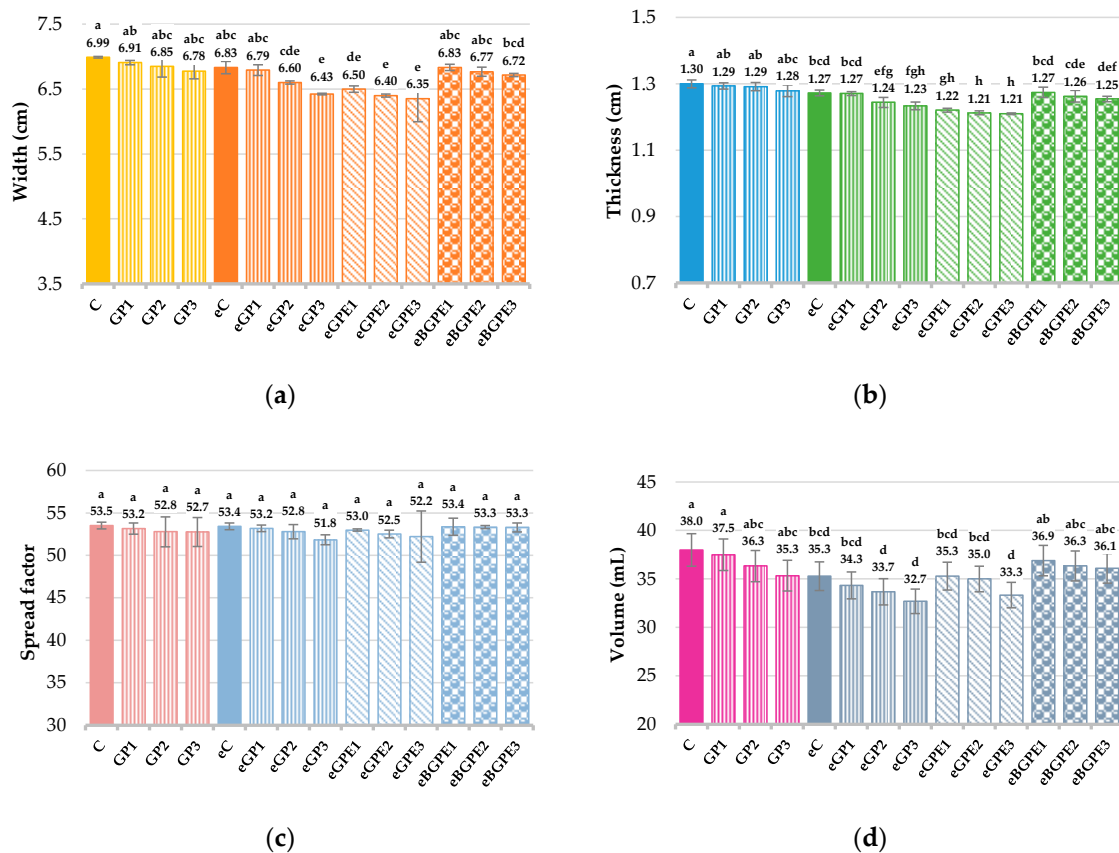 7.5
6.5
5.5
4.5
3.5
Width (cm)
a ab abc abc abc abc cde e de e e abc abc bcd
6.99 6.91 6.85 6.78 6.83 6.79 6.60 6.43 6.50 6.40 6.35 6.83 6.77 6.72
C GP1 GP2 GP3 eC eGP1 eGP2 eGP3 eGPE1 eGPE2 eGPE3 eBGPE1 eBGPE2 eBGPE3
(a)
1.5
1.3
1.1
0.9
0.7
Thickness (cm)
a ab ab abc bcd bcd efg fgh gh h h bcd cde def
1.30 1.29 1.29 1.28 1.27 1.27 1.24 1.23 1.22 1.21 1.21 1.27 1.26 1.25
C GP1 GP2 GP3 eC eGP1 eGP2 eGP3 eGPE1 eGPE2 eGPE3 eBGPE1 eBGPE2 eBGPE3
(b)
60
55
50
45
40
35
30
Spread factor
a a a a a a a a a a a a a a
53.5 53.2 52.8 52.7 53.4 53.2 52.8 51.8 53.0 52.5 52.2 53.4 53.3 53.3
C GP1 GP2 GP3 eC eGP1 eGP2 eGP3 eGPE1 eGPE2 eGPE3 eBGPE1 eBGPE2 eBGPE3
(c)
45
40
35
30
25
20
Volume (mL)
a a abc abc bcd bcd d d bcd bcd d ab abc abc
38.0 37.5 36.3 35.3 35.3 34.3 33.7 32.7 35.3 35.0 33.3 36.9 36.3 36.1
C GP1 GP2 GP3 eC eGP1 eGP2 eGP3 eGPE1 eGPE2 eGPE3 eBGPE1 eBGPE2 eBGPE3
(d)